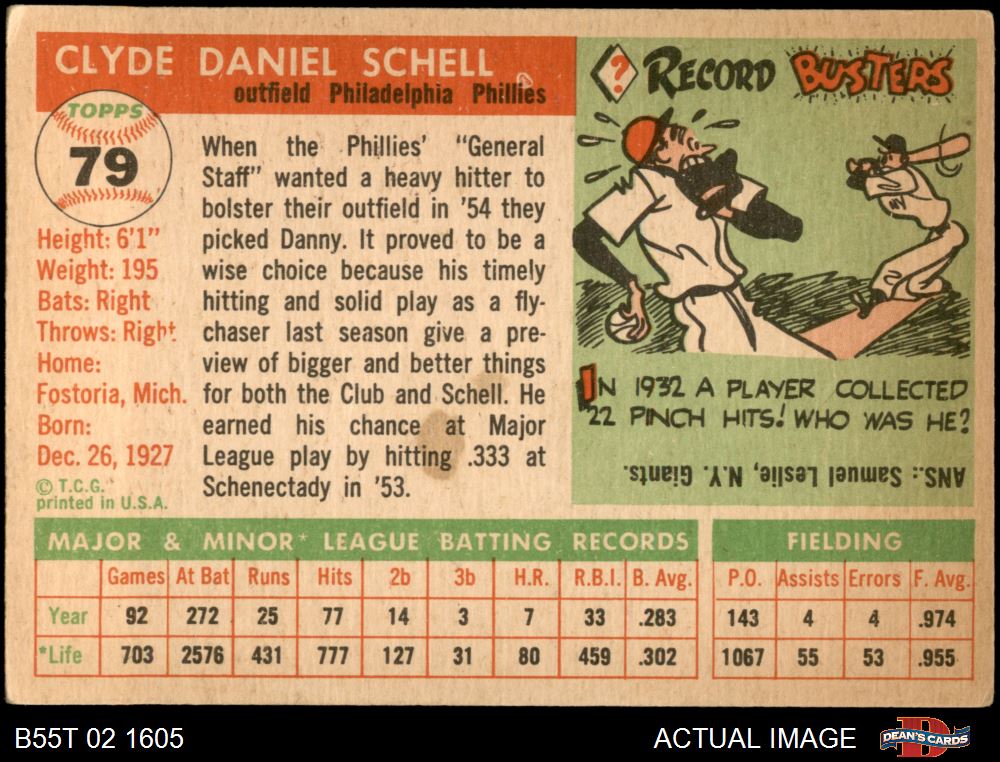 CLYDE DANIEL SCHELL
outfield Philadelphia Phillies
TOPPS
79
Height: 6'1"
Weight: 195
Bats: Right
Throws: Right
Home:
Fostoria, Mich.
Born:
Dec. 26, 1927
© T.C.G.
printed in U.S.A.
When the Phillies' "General
Staff" wanted a heavy hitter to
bolster their outfield in '54 they
picked Danny. It proved to be a
wise choice because his timely
hitting and solid play as a fly-
chaser last season give a pre-
view of bigger and better things
for both the Club and Schell. He
earned his chance at Major
League play by hitting .333 at
Schenectady in '53.
? RECORD BUSTERS
NY
IN 1932 A PLAYER COLLECTED
22 PINCH HITS! WHO WAS HE?
ANS.: Samuel Leslie, N.Y. Giants.
MAJOR & MINOR* LEAGUE BATTING RECORDS
Games At Bat Runs Hits 2b 3b H.R. R.B.I. B. Avg.
Year 92 272 25 77 14 3 7 33 .283
*Life 703 2576 431 777 127 31 80 459 .302
FIELDING
P.O. Assists Errors F. Avg.
143 4 4 .974
1067 55 53 .955
B55T 02 1605
ACTUAL IMAGE
D
DEAN'S CARDS